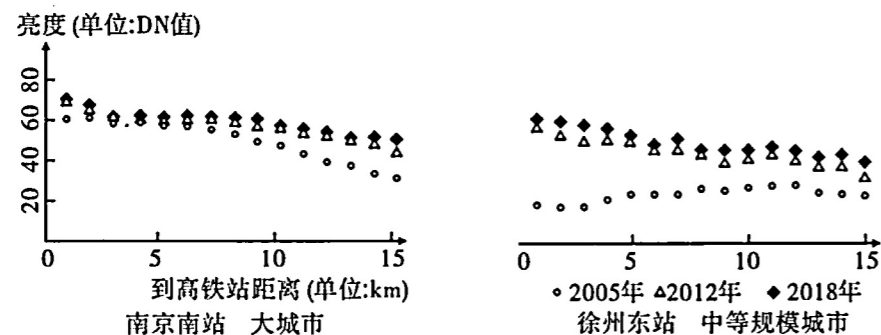 亮度(单位:DN值)
80
60
40
20
0 5 10 15
到高铁站距离(单位:km)
南京南站 大城市
0 5 10 15
○ 2005年 △2012年 ◆ 2018年
徐州东站 中等规模城市